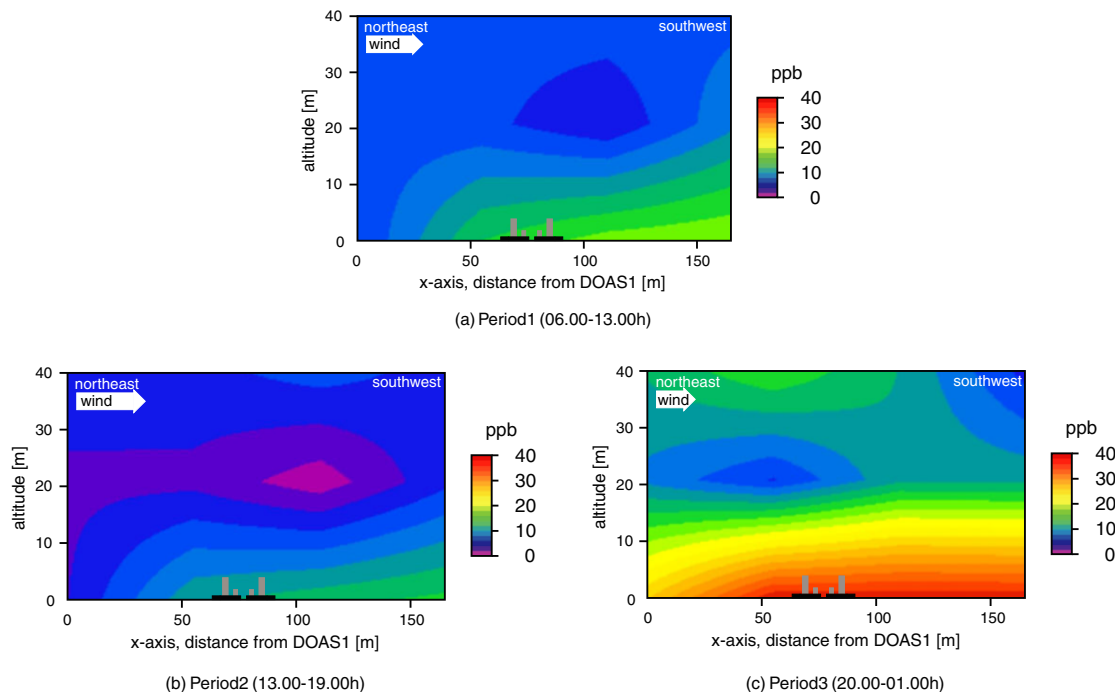 northeast
southwest
wind
40
30
20
10
0
altitude [m]
0
50
100
150
x-axis, distance from DOAS1 [m]
ppb
40
30
20
10
0
(a) Period1 (06.00-13.00h)
northeast
southwest
wind
40
30
20
10
0
altitude [m]
0
50
100
150
x-axis, distance from DOAS1 [m]
ppb
40
30
20
10
0
(b) Period2 (13.00-19.00h)
northeast
southwest
wind
40
30
20
10
0
altitude [m]
0
50
100
150
x-axis, distance from DOAS1 [m]
ppb
40
30
20
10
0
(c) Period3 (20.00-01.00h)